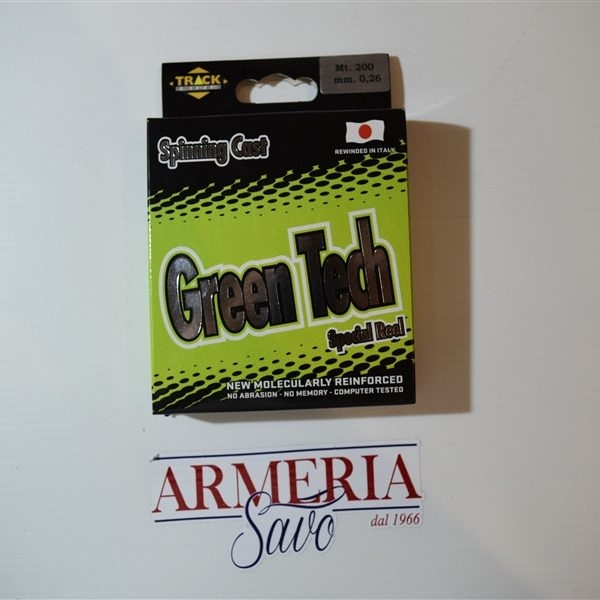 TRACK
Mt. 200
mm. 0,26
Spinning Cast
REWINDED IN ITALY
Green Tech
Special Reel
NEW MOLECULARLY REINFORCED
NO ABRASION - NO MEMORY - COMPUTER TESTED
ARMERIA
Savo
dal 1966